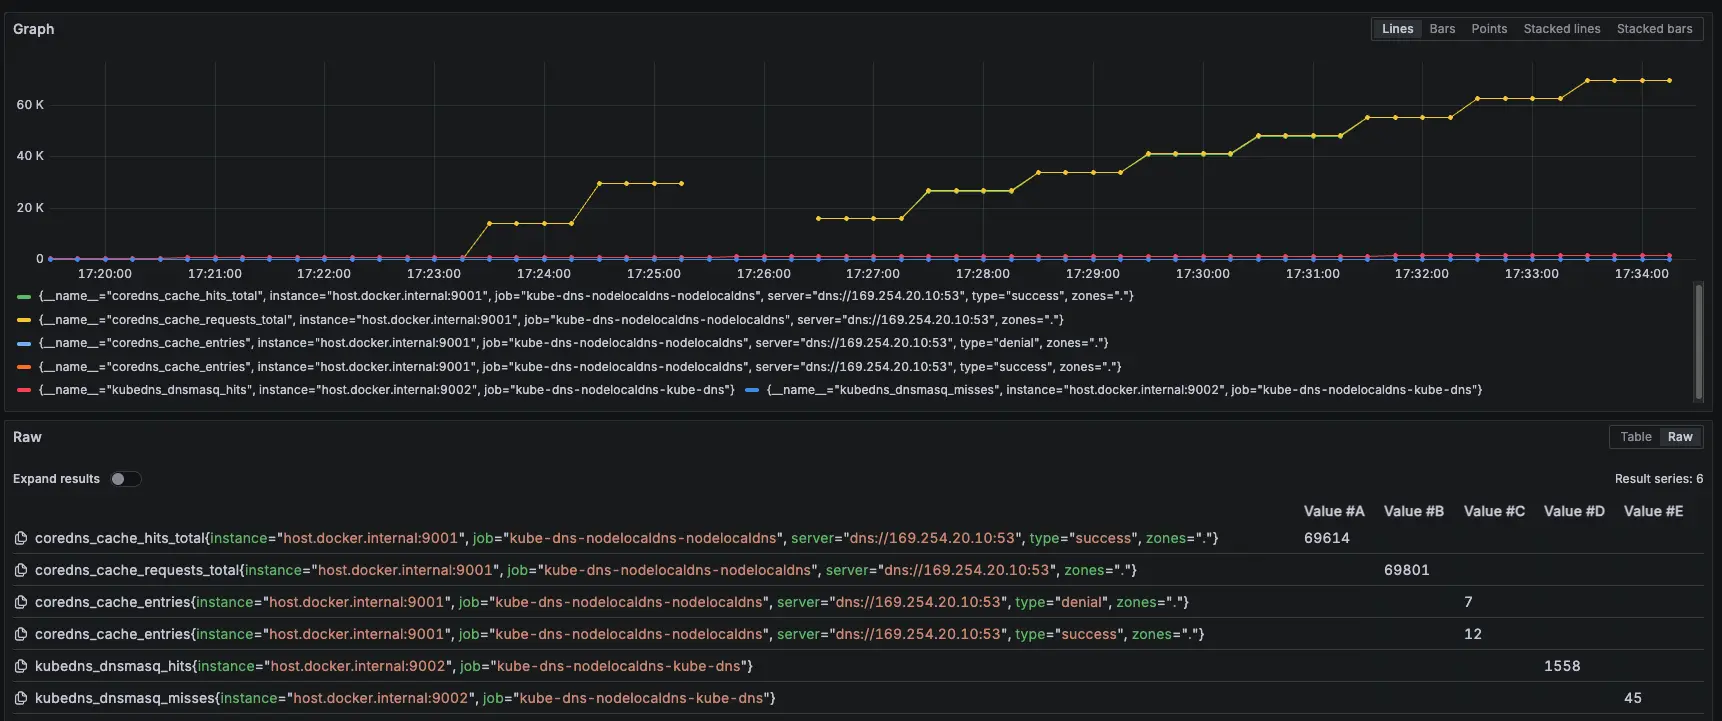 Graph
Lines Bars Points Stacked lines Stacked bars
60 K
40 K
20 K
0
17:20:00 17:21:00 17:22:00 17:23:00 17:24:00 17:25:00 17:26:00 17:27:00 17:28:00 17:29:00 17:30:00 17:31:00 17:32:00 17:33:00 17:34:00
{__name__="coredns_cache_hits_total", instance="host.docker.internal:9001", job="kube-dns-nodelocaldns-nodelocaldns", server="dns://169.254.20.10:53", type="success", zones="."}
{__name__="coredns_cache_requests_total", instance="host.docker.internal:9001", job="kube-dns-nodelocaldns-nodelocaldns", server="dns://169.254.20.10:53", zones="."}
{__name__="coredns_cache_entries", instance="host.docker.internal:9001", job="kube-dns-nodelocaldns-nodelocaldns", server="dns://169.254.20.10:53", type="denial", zones="."}
{__name__="coredns_cache_entries", instance="host.docker.internal:9001", job="kube-dns-nodelocaldns-nodelocaldns", server="dns://169.254.20.10:53", type="success", zones="."}
{__name__="kubedns_dnsmasq_hits", instance="host.docker.internal:9002", job="kube-dns-nodelocaldns-kube-dns"} {__name__="kubedns_dnsmasq_misses", instance="host.docker.internal:9002", job="kube-dns-nodelocaldns-kube-dns"}
Raw
Table Raw
Expand results
Result series: 6
Value #A Value #B Value #C Value #D Value #E
coredns_cache_hits_total{instance="host.docker.internal:9001", job="kube-dns-nodelocaldns-nodelocaldns", server="dns://169.254.20.10:53", type="success", zones="."} 69614
coredns_cache_requests_total{instance="host.docker.internal:9001", job="kube-dns-nodelocaldns-nodelocaldns", server="dns://169.254.20.10:53", zones="."} 69801
coredns_cache_entries{instance="host.docker.internal:9001", job="kube-dns-nodelocaldns-nodelocaldns", server="dns://169.254.20.10:53", type="denial", zones="."} 7
coredns_cache_entries{instance="host.docker.internal:9001", job="kube-dns-nodelocaldns-nodelocaldns", server="dns://169.254.20.10:53", type="success", zones="."} 12
kubedns_dnsmasq_hits{instance="host.docker.internal:9002", job="kube-dns-nodelocaldns-kube-dns"} 1558
kubedns_dnsmasq_misses{instance="host.docker.internal:9002", job="kube-dns-nodelocaldns-kube-dns"} 45